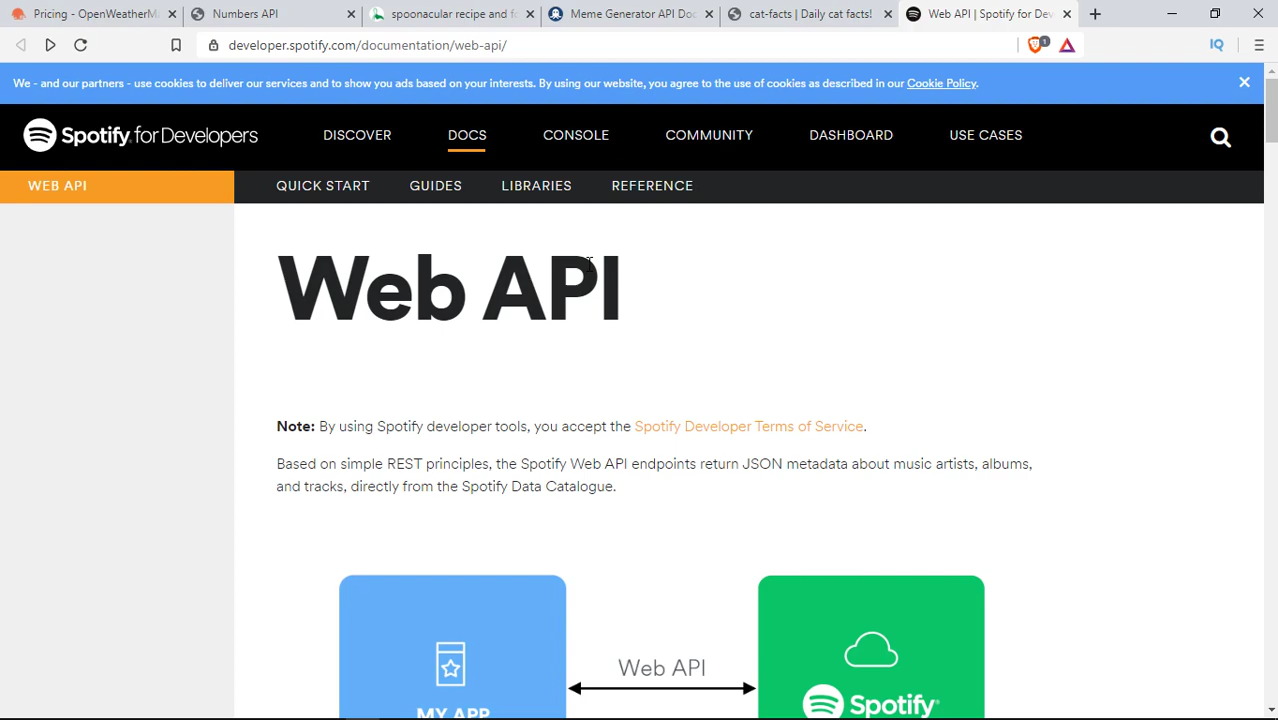 Pricing - OpenWeatherM
Numbers API
spoonacular recipe and f
Meme Generator API Doc
cat-facts | Daily cat facts!
Web API | Spotify for Dev
developer.spotify.com/documentation/web-api/
1
IQ
We - and our partners - use cookies to deliver our services and to show you ads based on your interests. By using our website, you agree to the use of cookies as described in our Cookie Policy.
Spotify for Developers
DISCOVER
DOCS
CONSOLE
COMMUNITY
DASHBOARD
USE CASES
WEB API
QUICK START
GUIDES
LIBRARIES
REFERENCE
Web API
Note: By using Spotify developer tools, you accept the Spotify Developer Terms of Service.
Based on simple REST principles, the Spotify Web API endpoints return JSON metadata about music artists, albums,
and tracks, directly from the Spotify Data Catalogue.
Web API
MY APP
Spotify